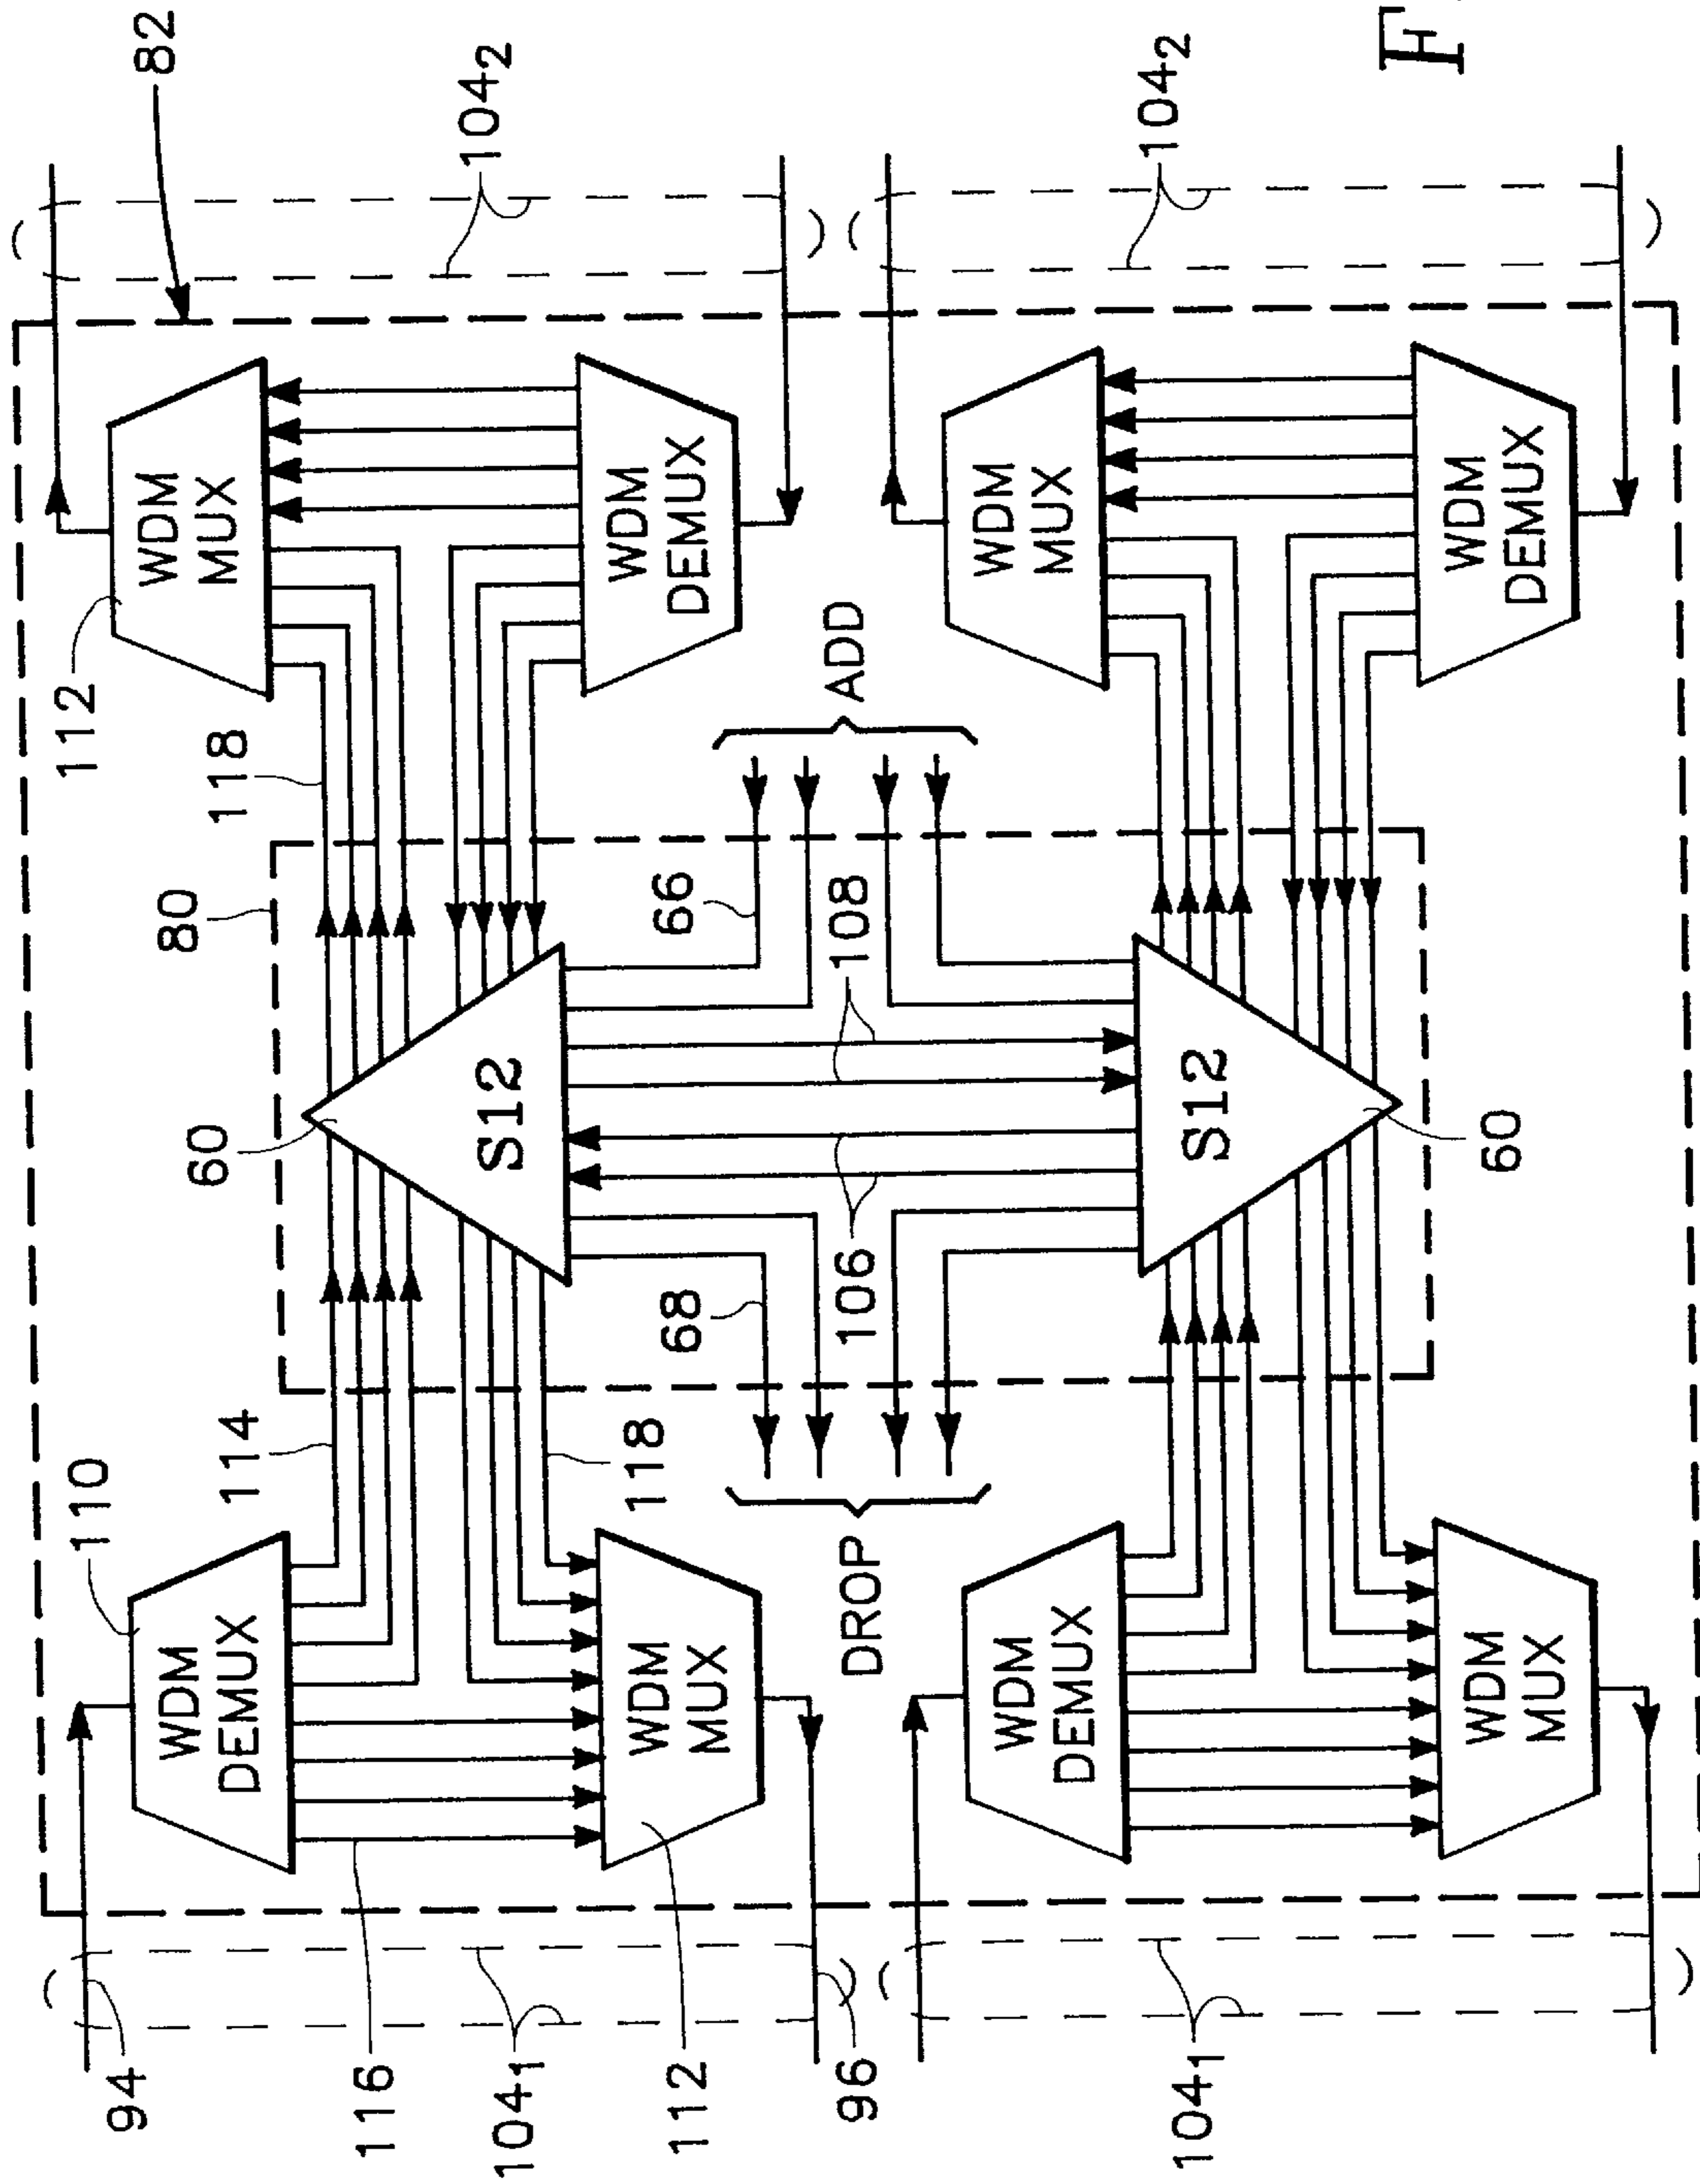 82
104₂
104₂
F
WDM
MUX
112
WDM
DEMUX
WDM
MUX
WDM
DEMUX
118
80
66
ADD
108
60
S12
S12
60
68
106
114
118
DROP
110
WDM
DEMUX
WDM
MUX
WDM
DEMUX
WDM
MUX
94
116
104₁
112
96
104₁